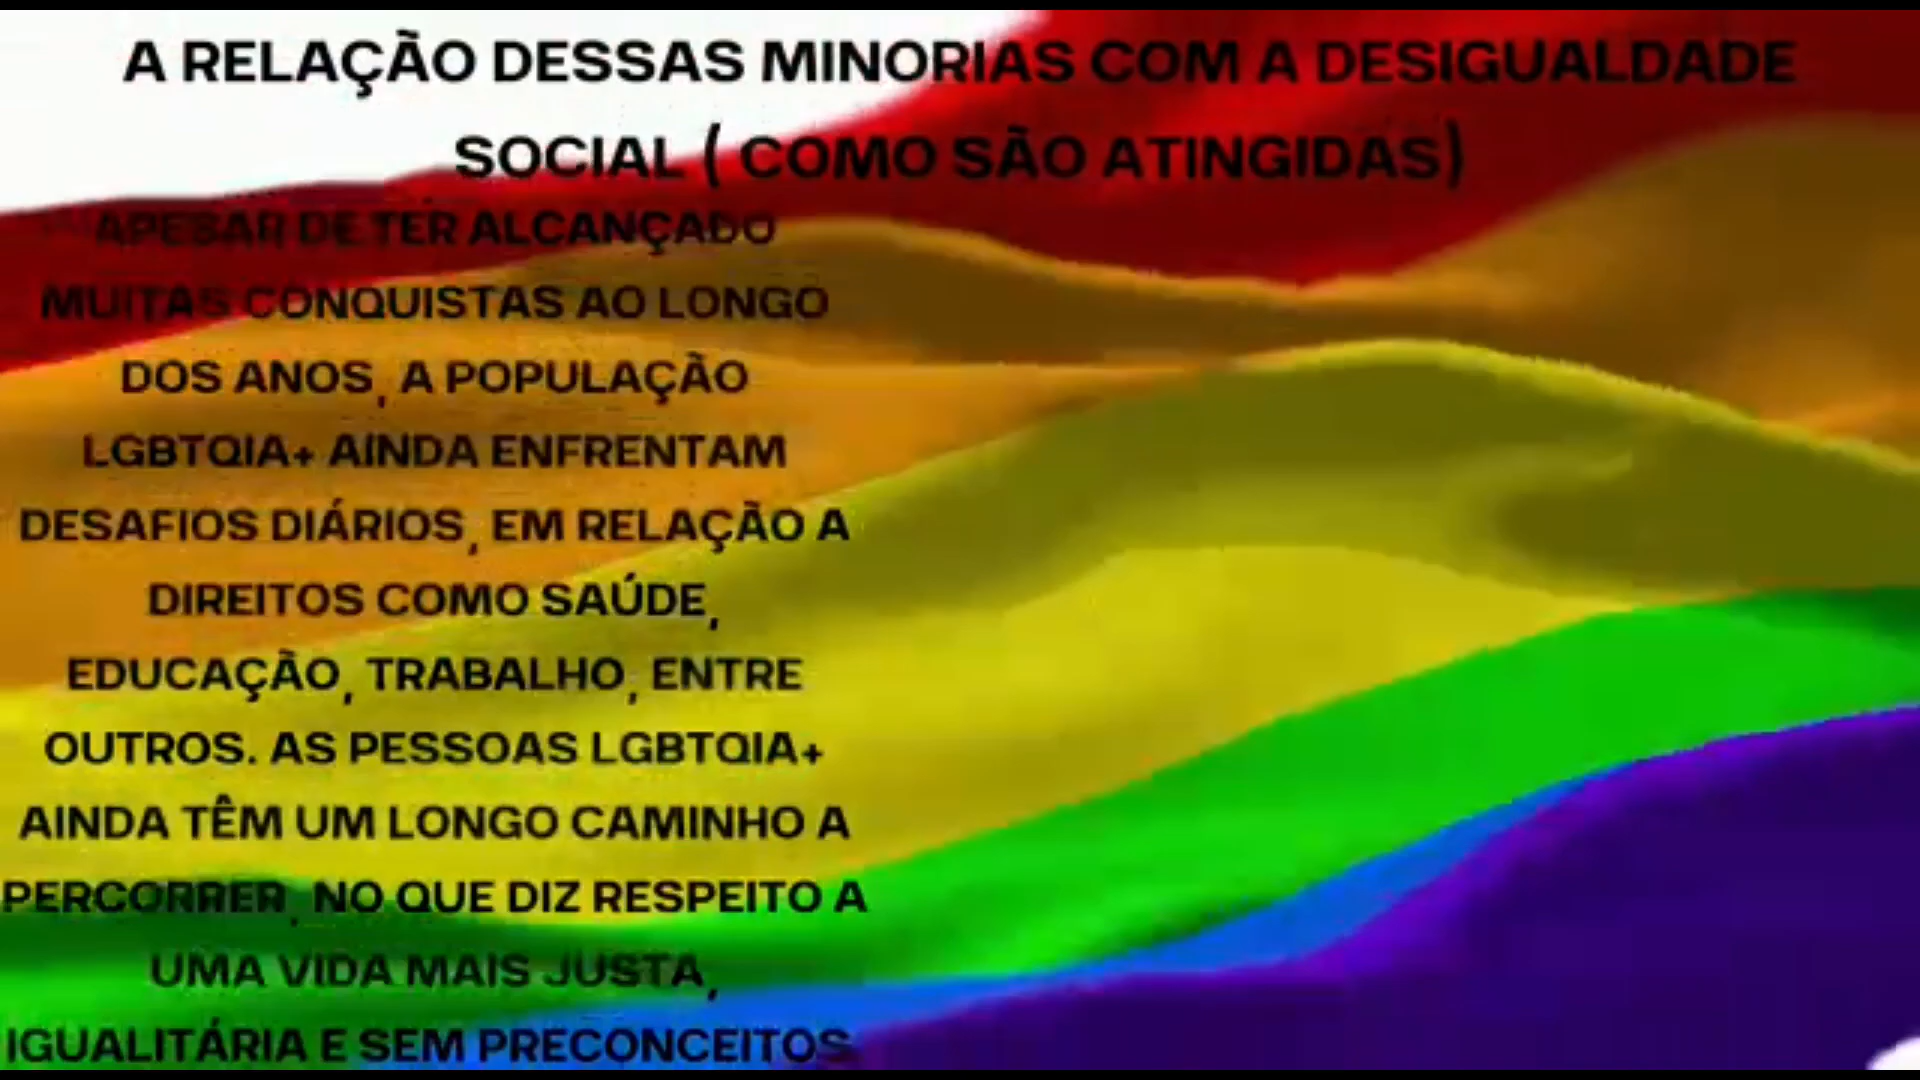 A RELAÇÃO DESSAS MINORIAS COM A DESIGUALDADE
SOCIAL ( COMO SÃO ATINGIDAS)
APESAR DE TER ALCANÇADO
MUITAS CONQUISTAS AO LONGO
DOS ANOS, A POPULAÇÃO
LGBTQIA+ AINDA ENFRENTAM
DESAFIOS DIÁRIOS, EM RELAÇÃO A
DIREITOS COMO SAÚDE,
EDUCAÇÃO, TRABALHO, ENTRE
OUTROS. AS PESSOAS LGBTQIA+
AINDA TÊM UM LONGO CAMINHO A
PERCORRER, NO QUE DIZ RESPEITO A
UMA VIDA MAIS JUSTA,
IGUALITÁRIA E SEM PRECONCEITOS.